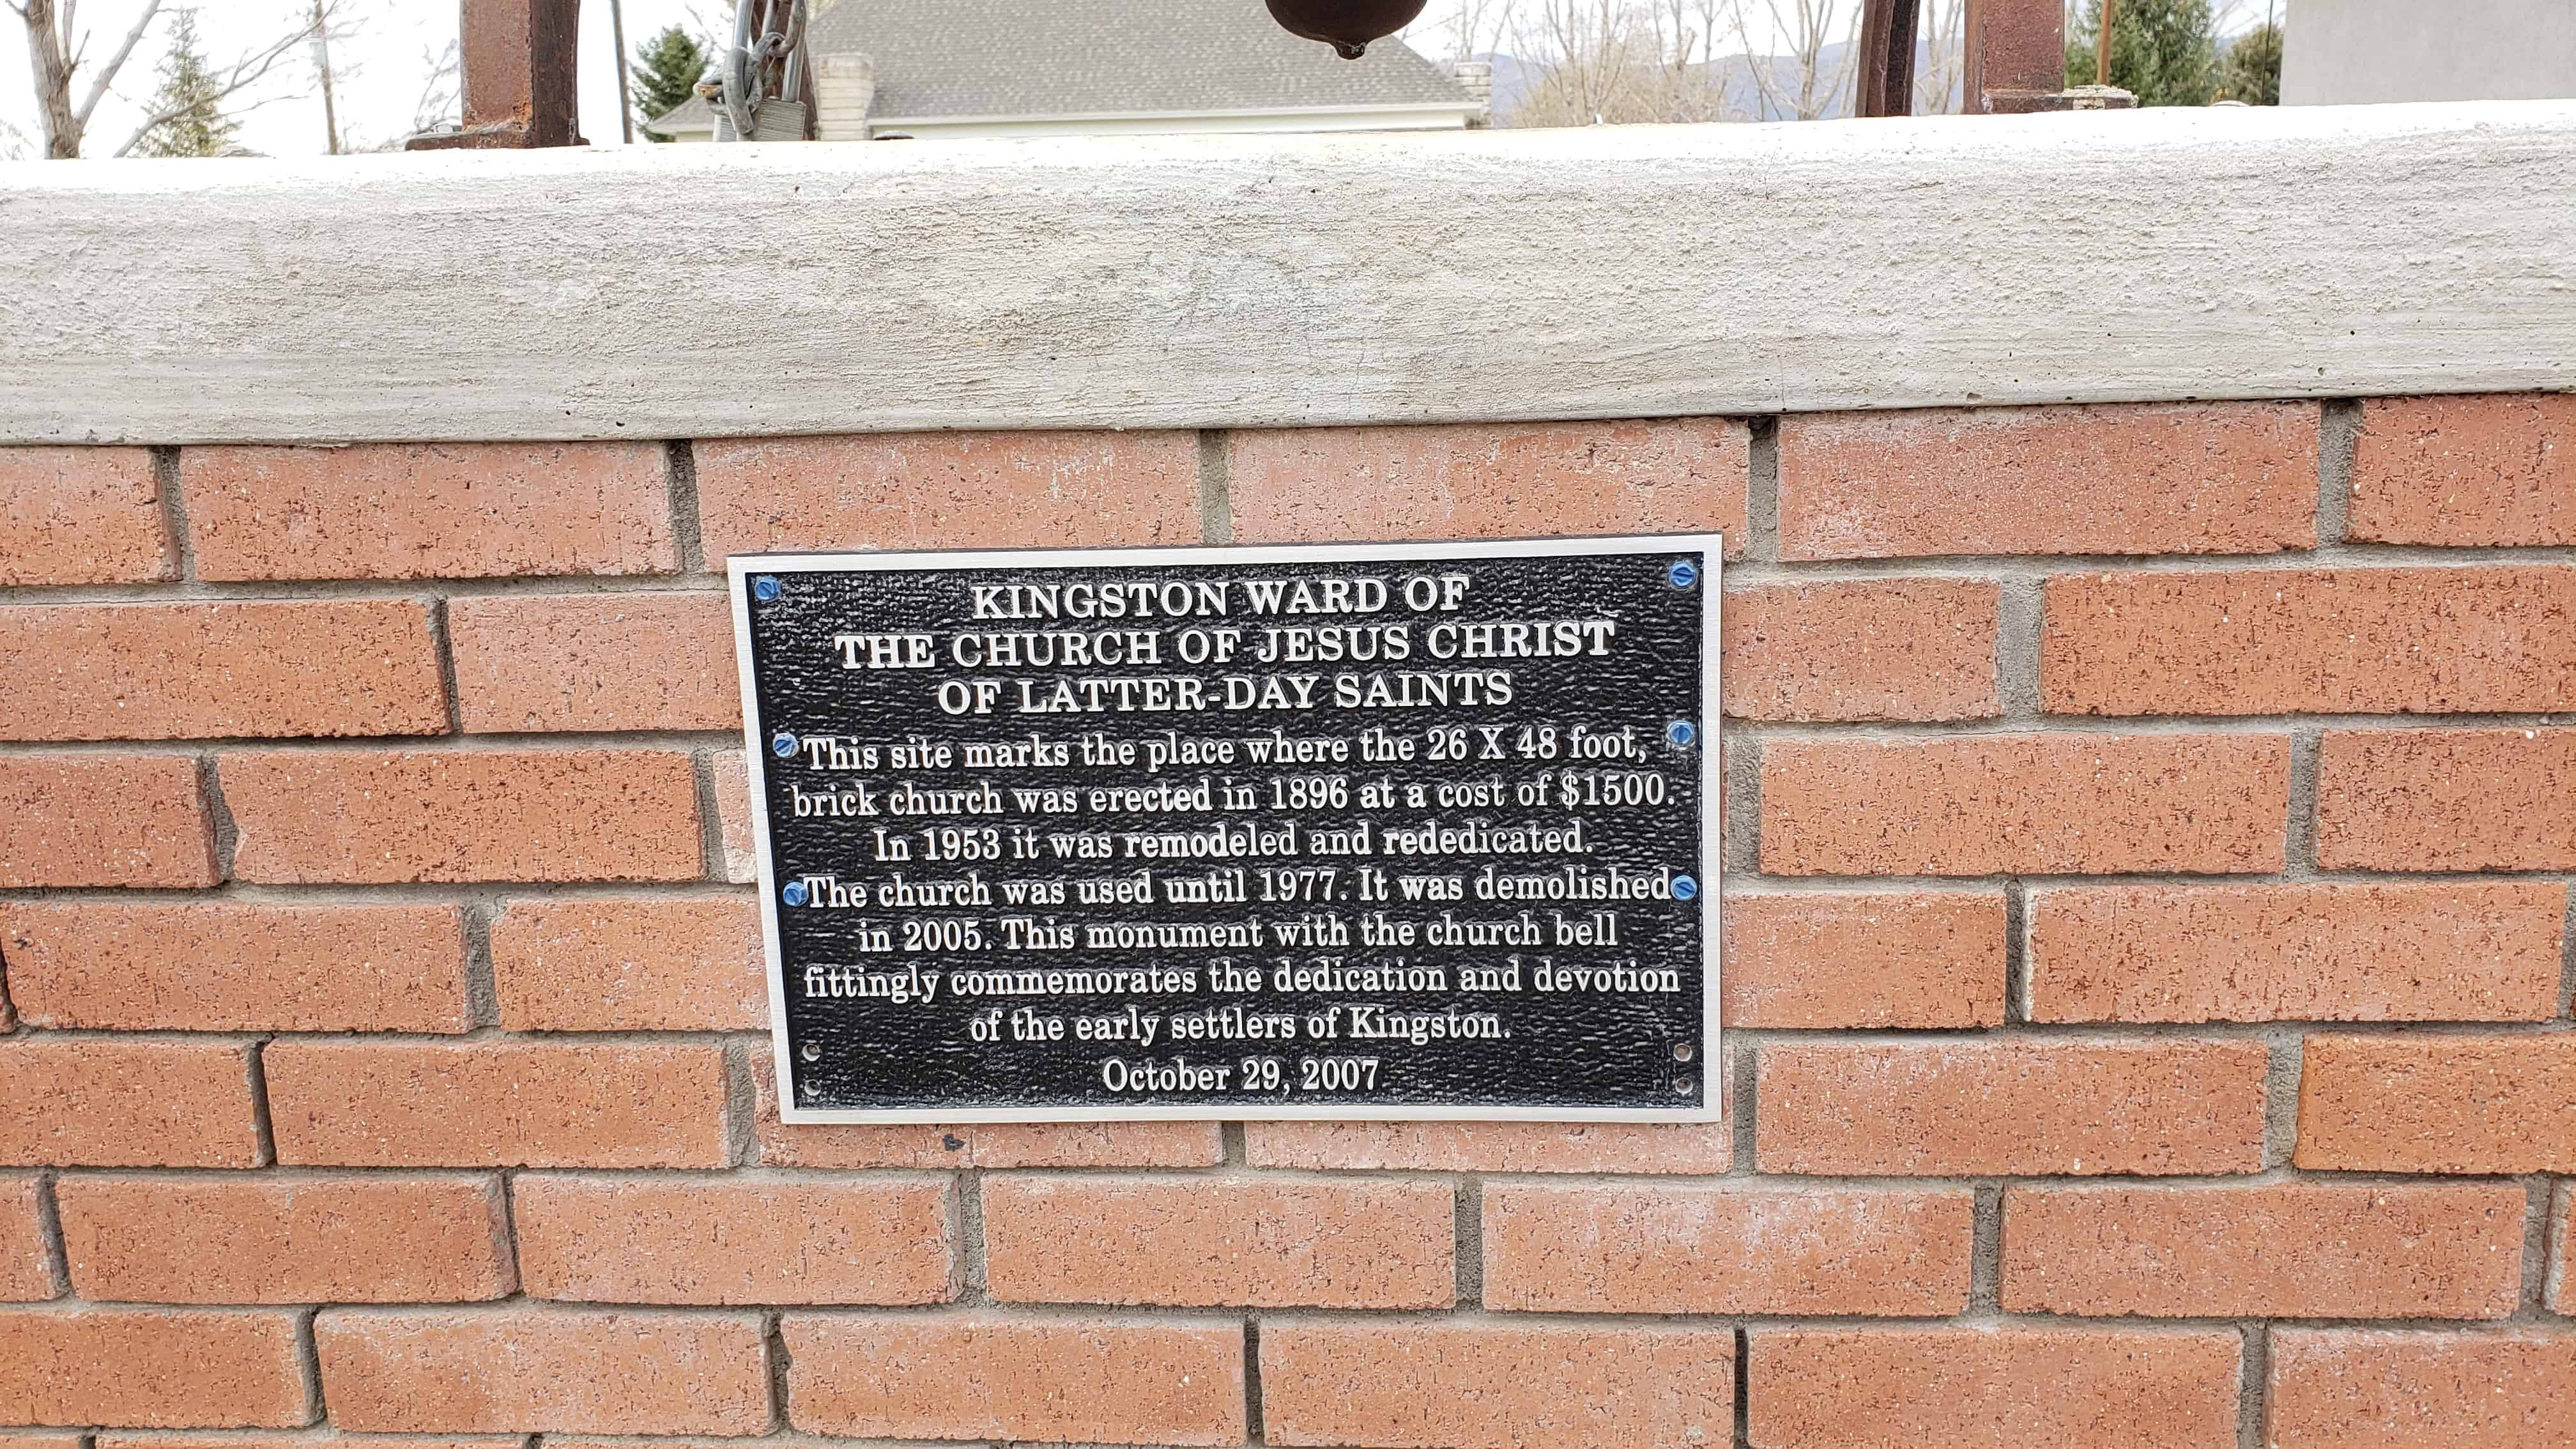 KINGSTON WARD OF
THE CHURCH OF JESUS CHRIST
OF LATTER-DAY SAINTS
This site marks the place where the 26 X 48 foot,
brick church was erected in 1896 at a cost of $1500.
In 1953 it was remodeled and rededicated.
The church was used until 1977. It was demolished
in 2005. This monument with the church bell
fittingly commemorates the dedication and devotion
of the early settlers of Kingston.
October 29, 2007